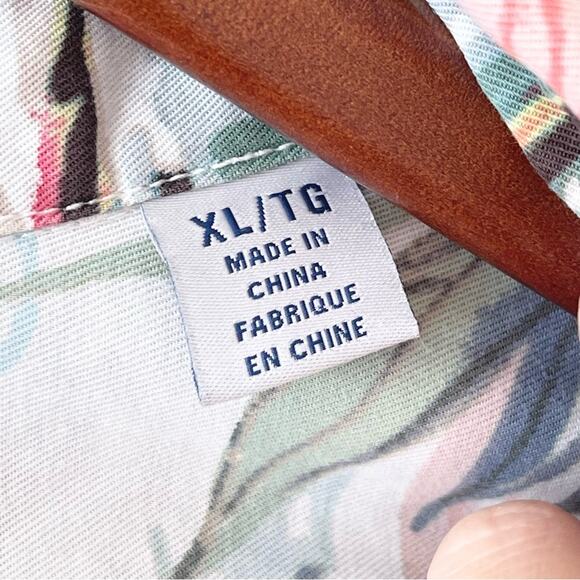 XL/TG
MADE IN
CHINA
FABRIQUE
EN CHINE